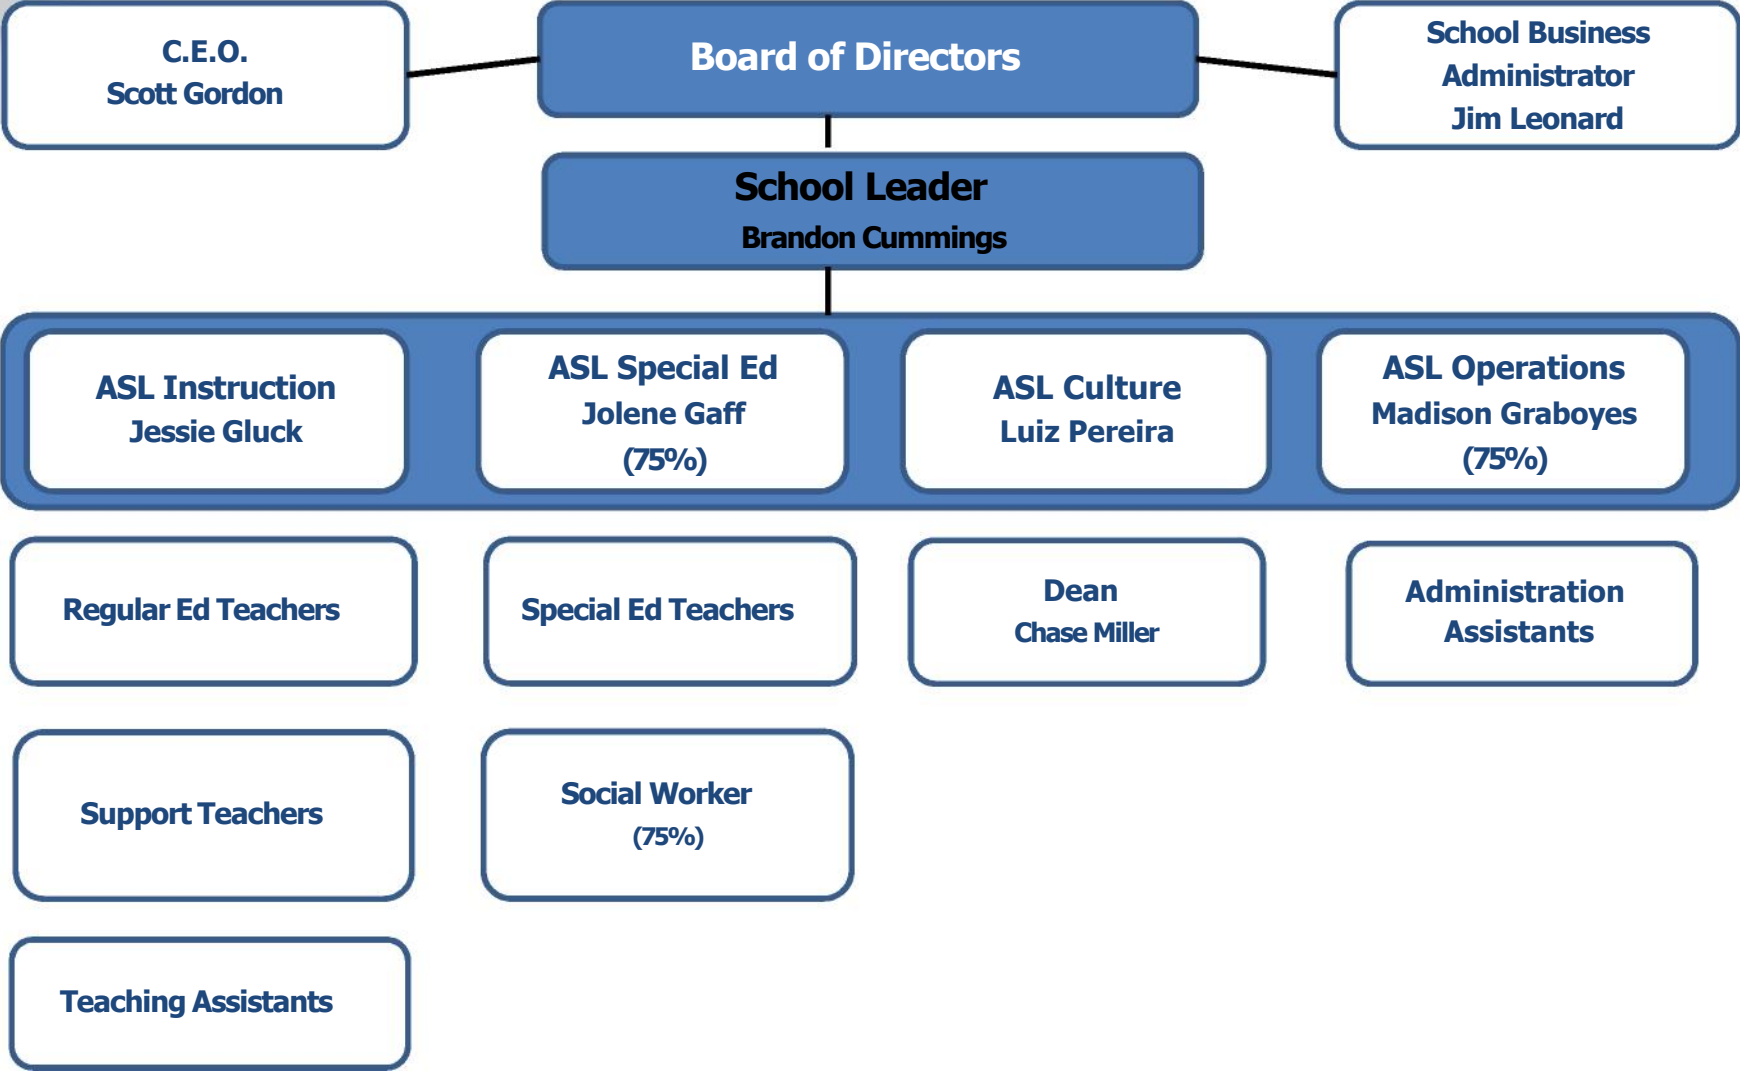 C.E.O.
Scott Gordon
Board of Directors
School Business
Administrator
Jim Leonard
School Leader
Brandon Cummings
ASL Instruction
Jessie Gluck
ASL Special Ed
Jolene Gaff
(75%)
ASL Culture
Luiz Pereira
ASL Operations
Madison Graboyes
(75%)
Regular Ed Teachers
Special Ed Teachers
Dean
Chase Miller
Administration
Assistants
Support Teachers
Social Worker
(75%)
Teaching Assistants